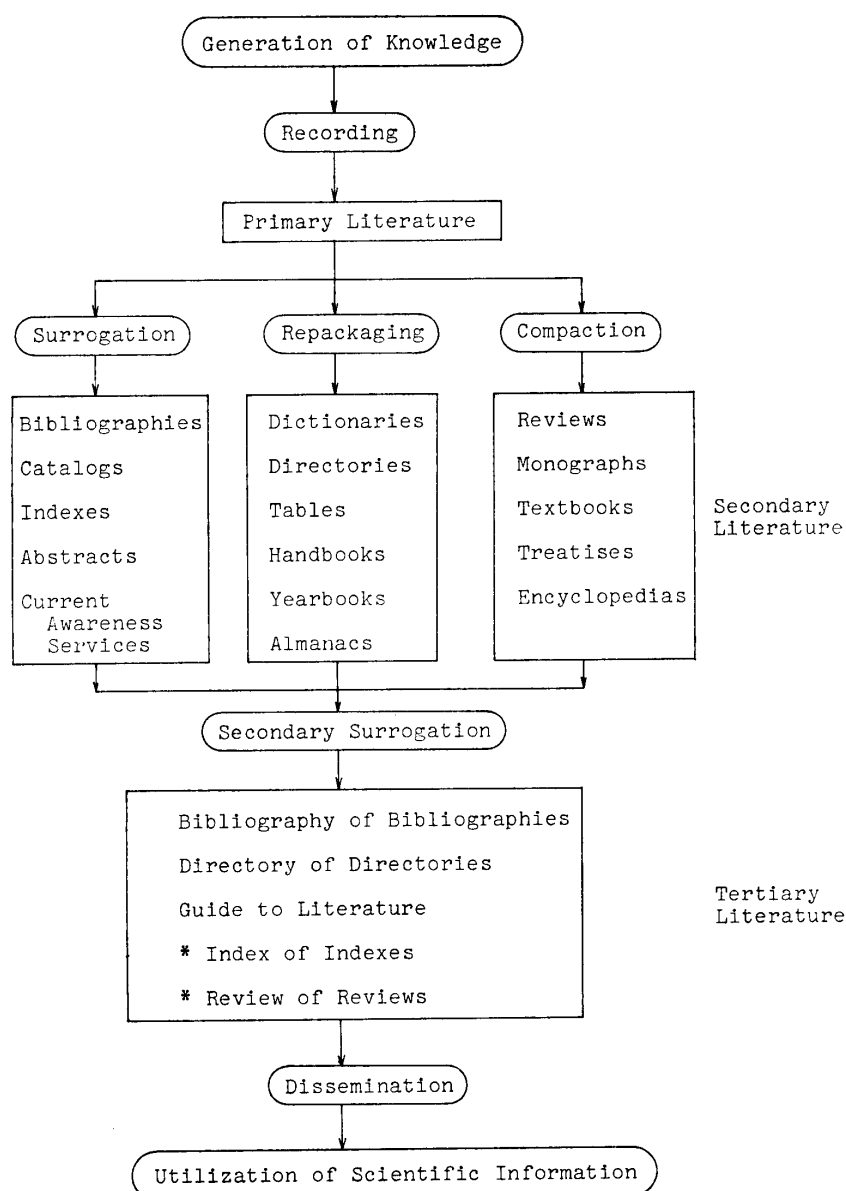 Generation of Knowledge
Recording
Primary Literature
Surrogation
Repackaging
Compaction
Bibliographies
Catalogs
Indexes
Abstracts
Current
Awareness
Services
Dictionaries
Directories
Tables
Handbooks
Yearbooks
Almanacs
Reviews
Monographs
Textbooks
Treatises
Encyclopedias
Secondary
Literature
Secondary Surrogation
Bibliography of Bibliographies
Directory of Directories
Guide to Literature
* Index of Indexes
* Review of Reviews
Tertiary
Literature
Dissemination
Utilization of Scientific Information